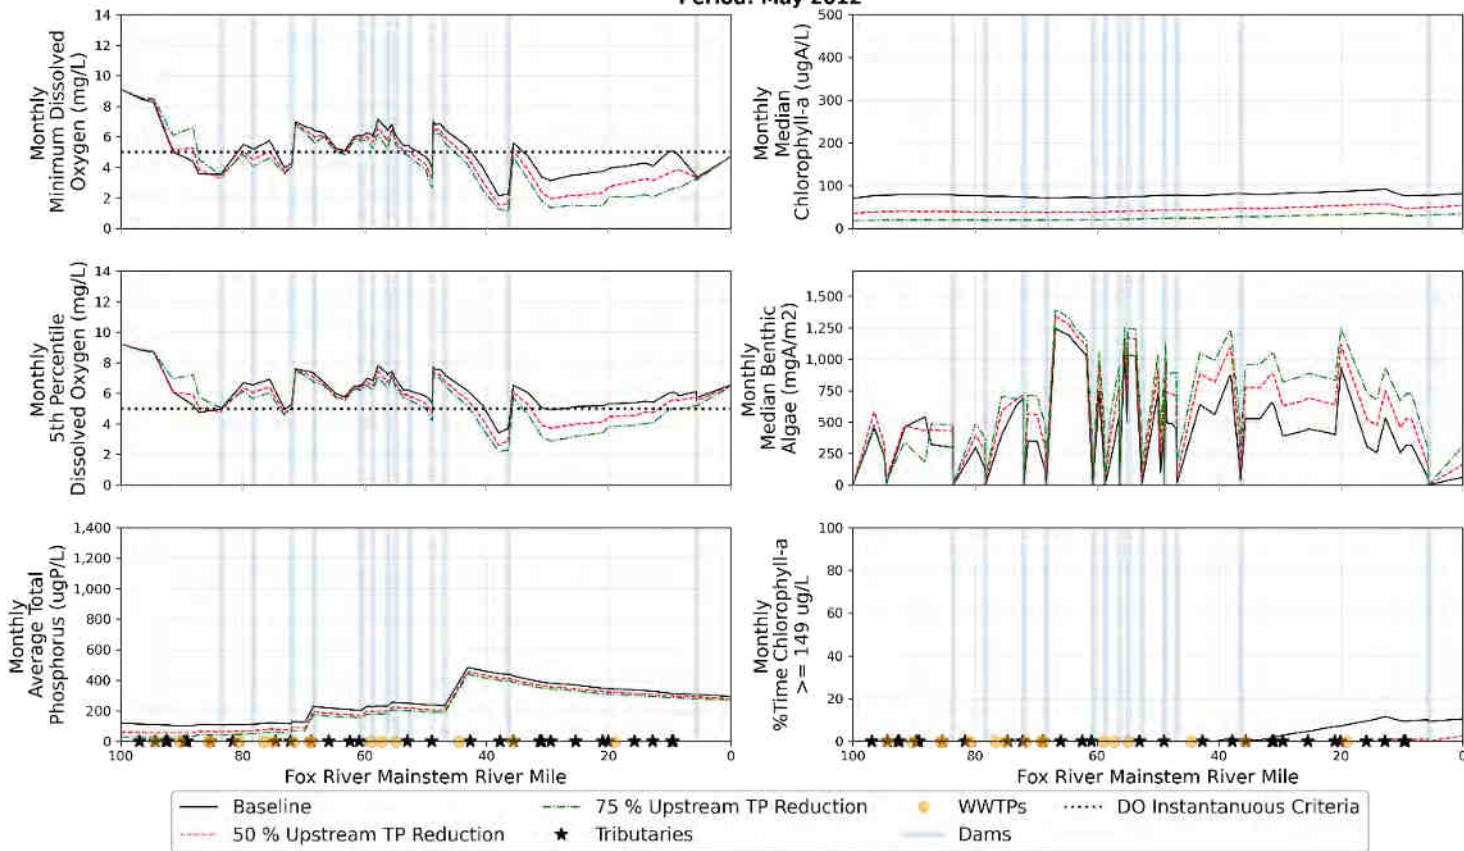 Period: May 2012
Monthly
Minimum Dissolved
Oxygen (mg/L)
14
12
10
8
6
4
2
0
Monthly
Median
Chlorophyll-a (ugA/L)
500
400
300
200
100
0
Monthly
5th Percentile
Dissolved Oxygen (mg/L)
14
12
10
8
6
4
2
0
Monthly
Median Benthic
Algae (mgA/m2)
1,500
1,250
1,000
750
500
250
0
Monthly
Average Total
Phosphorus (ugP/L)
1,400
1,200
1,000
800
600
400
200
0
100 80 60 40 20 0
Fox River Mainstem River Mile
Monthly
%Time Chlorophyll-a
>= 149 ug/L
100
80
60
40
20
0
100 80 60 40 20 0
Fox River Mainstem River Mile
Baseline
50 % Upstream TP Reduction
75 % Upstream TP Reduction
Tributaries
WWTPs
Dams
DO Instantanuous Criteria